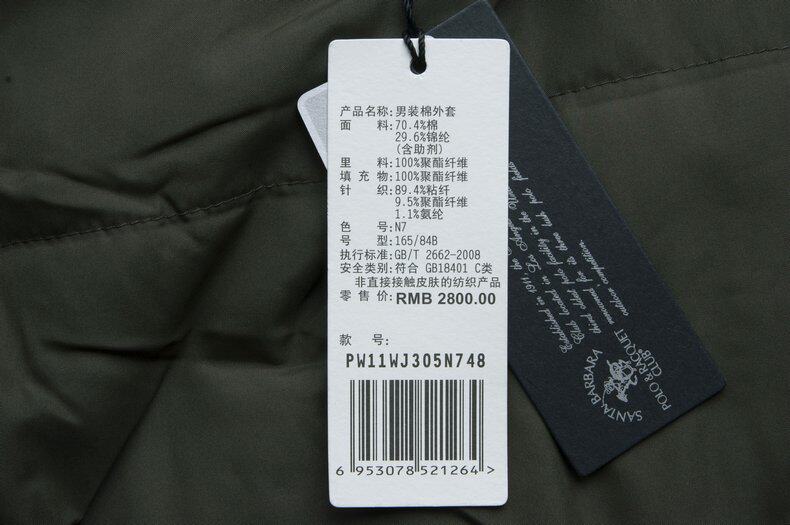 产品名称:男装棉外套
面 料:70.4%棉
29.6%锦纶
(含助剂)
里 料:100%聚酯纤维
填 充 物:100%聚酯纤维
针 织:89.4%粘纤
9.5%聚酯纤维
1.1%氨纶
色 号:N7
号 型:165/84B
执行标准:GB/T 2662-2008
安全类别:符合 GB18401 C类
非直接接触皮肤的纺织产品
零 售 价: RMB 2800.00
款 号:
PW11WJ305N748
6 953078 521264 >
SANTA BARBARA
POLO & RACQUET
CLUB
Established in 1911, the